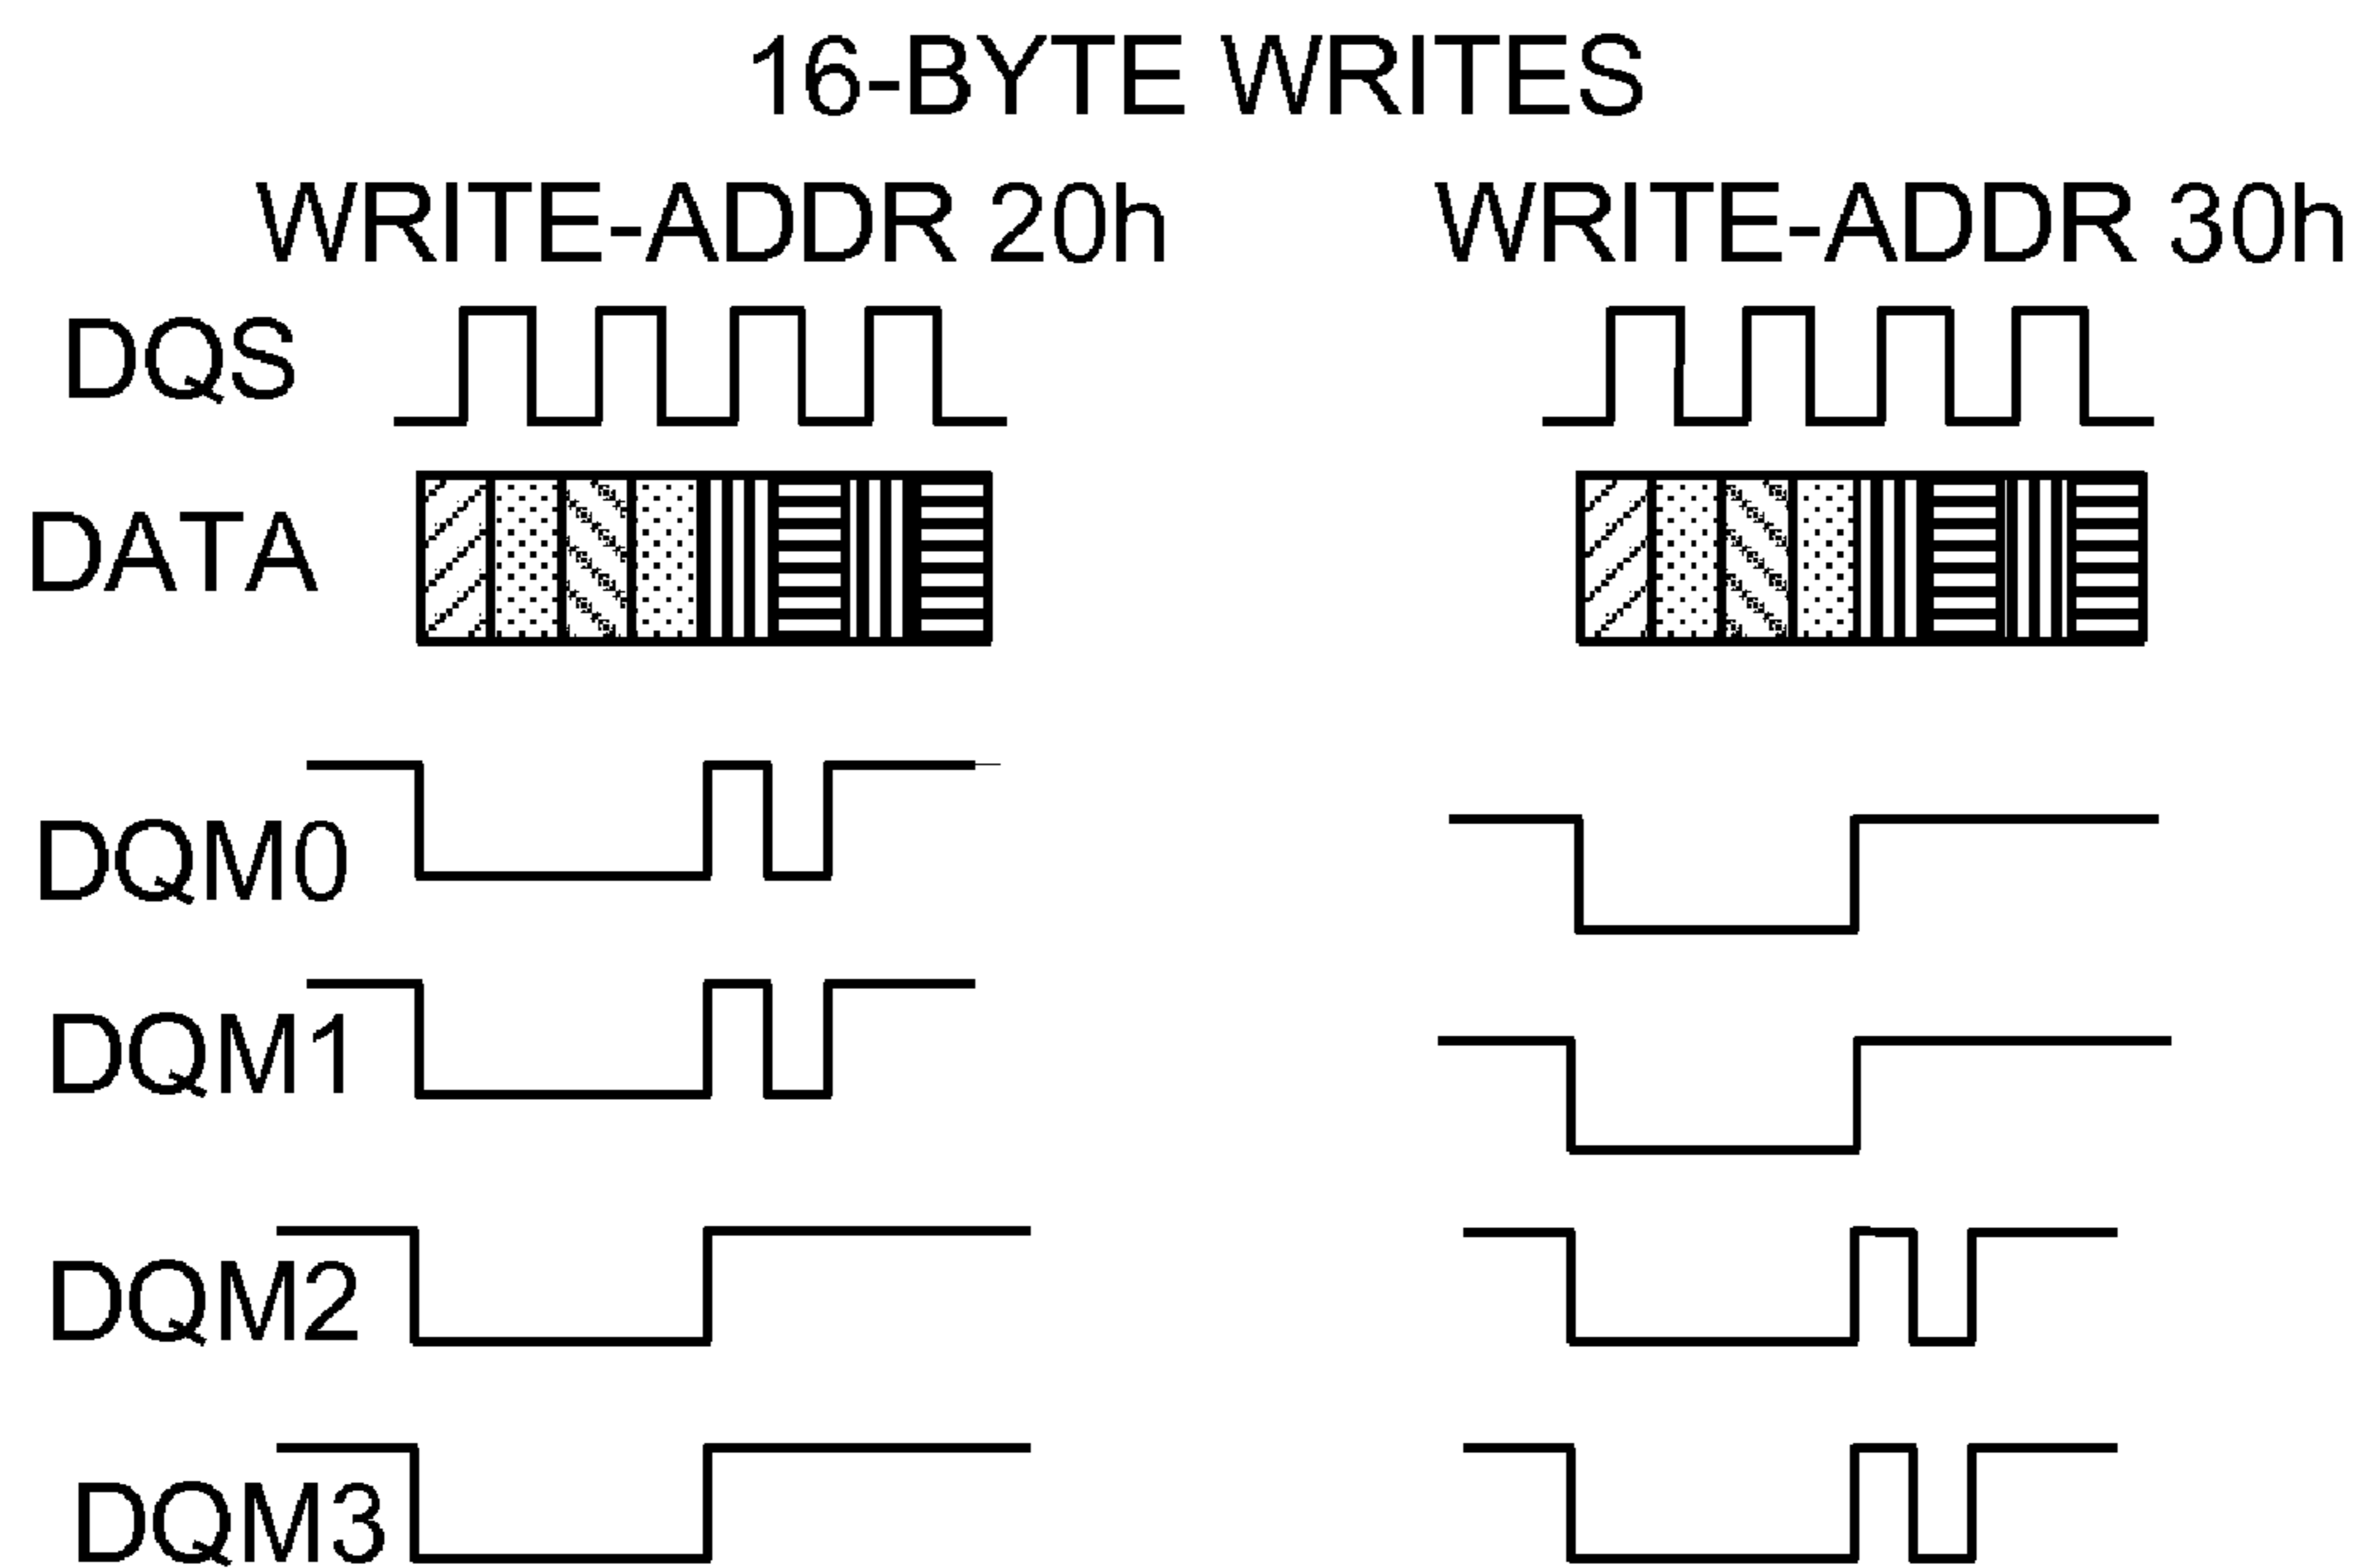 16-BYTE WRITES
WRITE-ADDR 20h WRITE-ADDR 30h
DQS
DATA
DQM0
DQM1
DQM2
DQM3